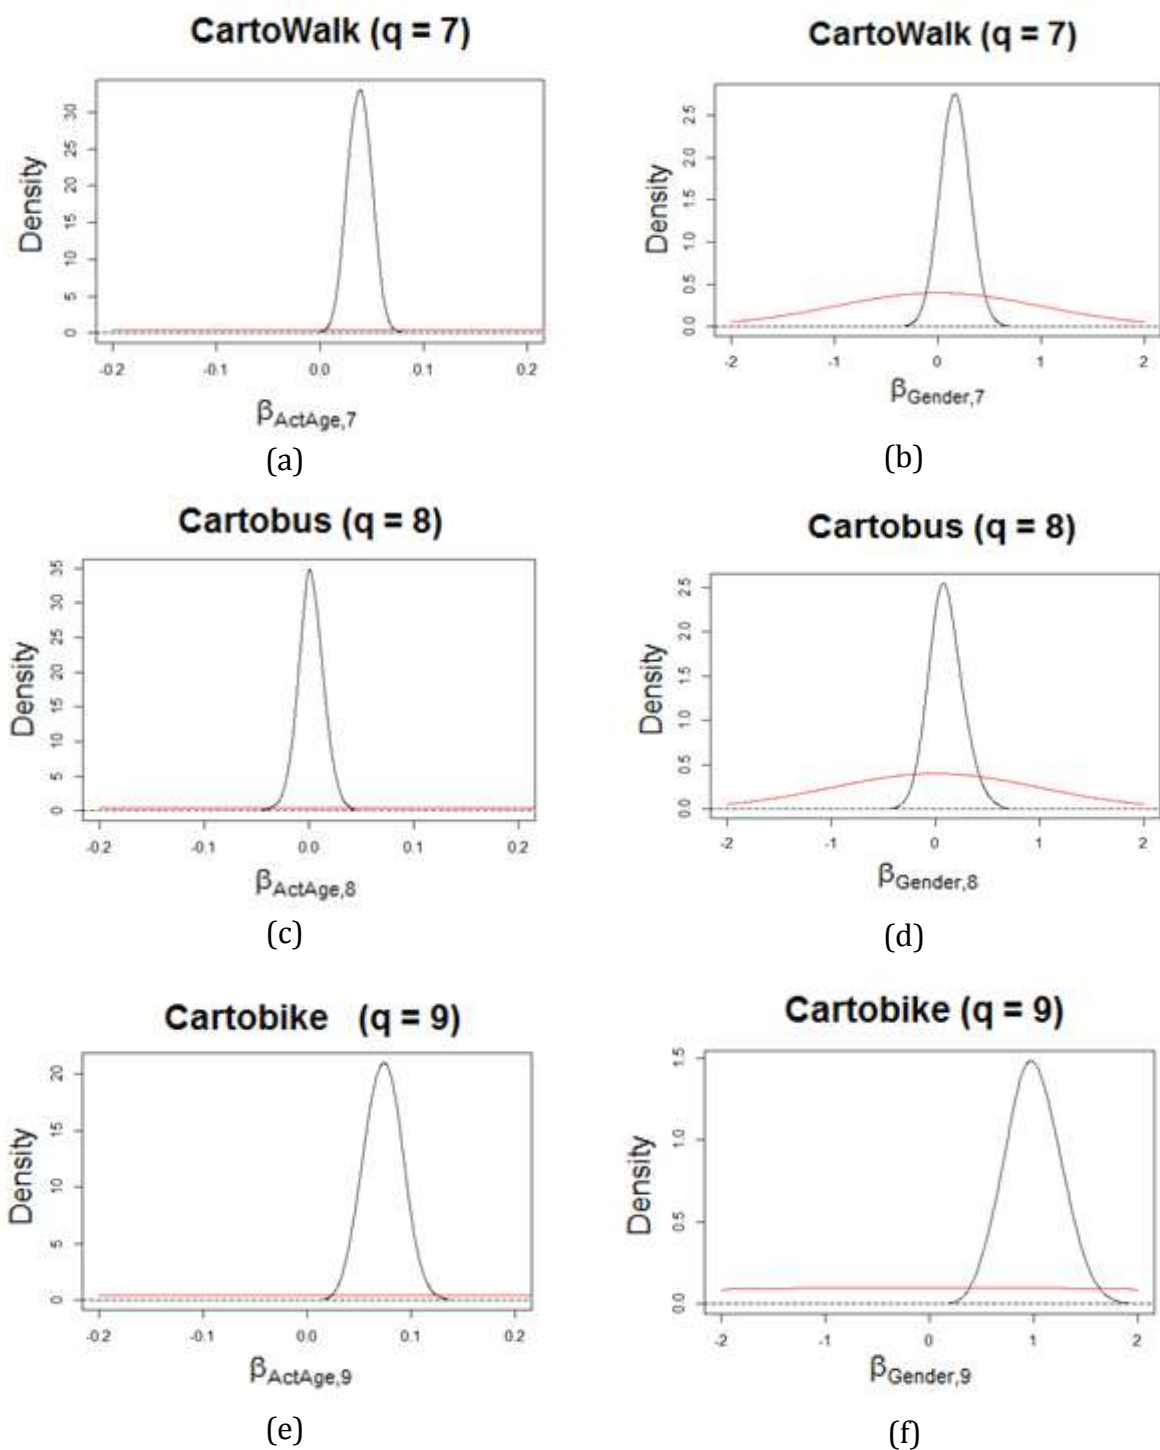 CartoWalk (q = 7)
Density
0 5 10 15 20 25 30
-0.2 -0.1 0.0 0.1 0.2
βActAge,7
(a)
CartoWalk (q = 7)
Density
0.0 0.5 1.0 1.5 2.0 2.5
-2 -1 0 1 2
βGender,7
(b)
Cartobus (q = 8)
Density
0 5 10 15 20 25 30 35
-0.2 -0.1 0.0 0.1 0.2
βActAge,8
(c)
Cartobus (q = 8)
Density
0.0 0.5 1.0 1.5 2.0 2.5
-2 -1 0 1 2
βGender,8
(d)
Cartobike (q = 9)
Density
0 5 10 15 20
-0.2 -0.1 0.0 0.1 0.2
βActAge,9
(e)
Cartobike (q = 9)
Density
0.0 0.5 1.0 1.5
-2 -1 0 1 2
βGender,9
(f)